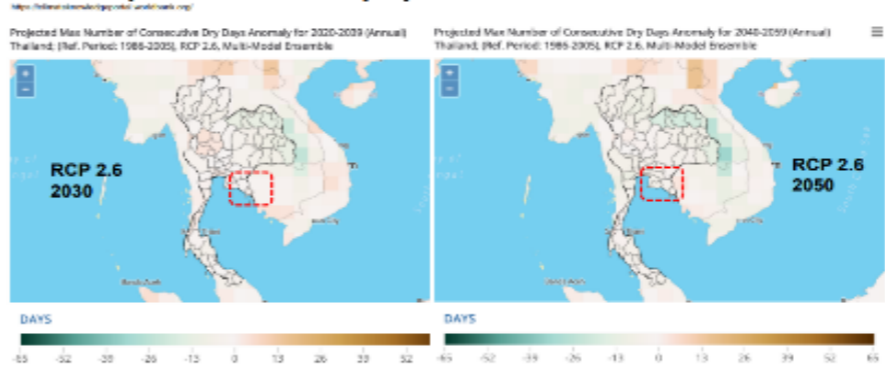 https://climateknowledgeportal.worldbank.org/
Projected Max Number of Consecutive Dry Days Anomaly for 2020-2039 (Annual)
Thailand; (Ref. Period: 1986-2005), RCP 2.6, Multi-Model Ensemble
RCP 2.6
2030
DAYS
-65 -52 -39 -26 -13 0 13 26 39 52
Projected Max Number of Consecutive Dry Days Anomaly for 2040-2059 (Annual)
Thailand; (Ref. Period: 1986-2005), RCP 2.6, Multi-Model Ensemble
RCP 2.6
2050
DAYS
-65 -52 -39 -26 -13 0 13 26 39 52 65